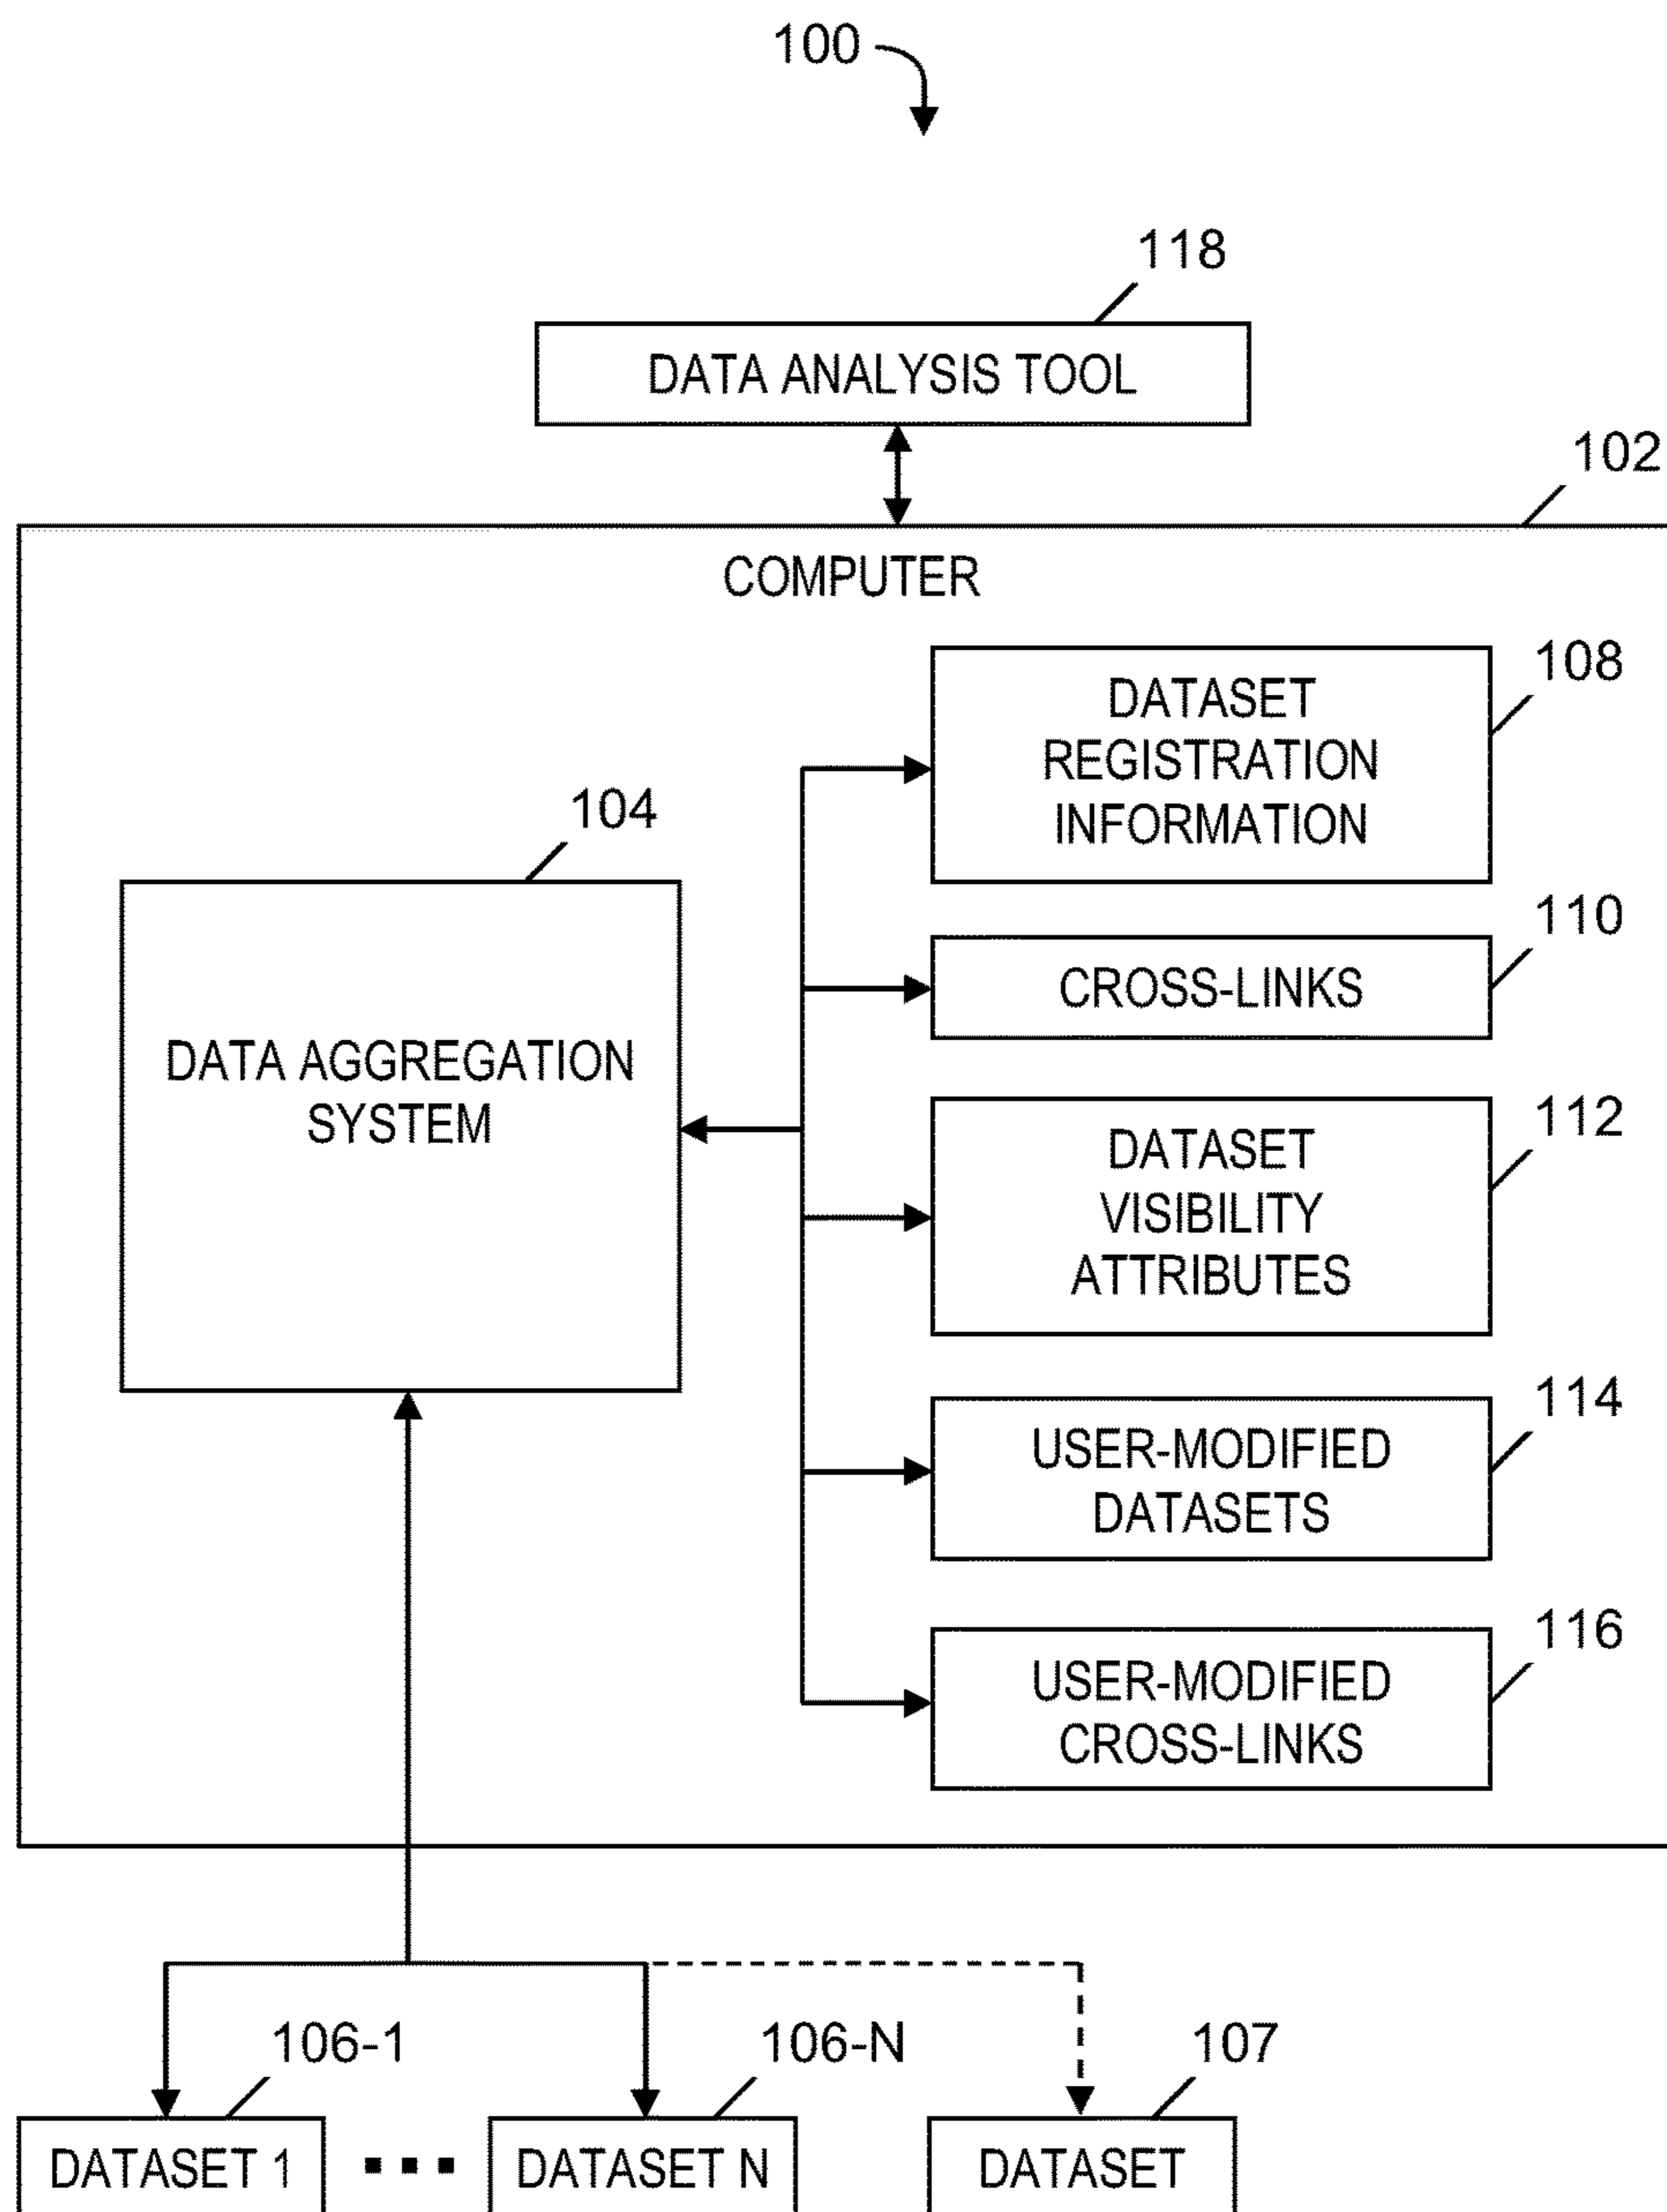 100
118
DATA ANALYSIS TOOL
102
COMPUTER
108
DATASET
REGISTRATION
INFORMATION
104
110
CROSS-LINKS
DATA AGGREGATION
SYSTEM
112
DATASET
VISIBILITY
ATTRIBUTES
114
USER-MODIFIED
DATASETS
116
USER-MODIFIED
CROSS-LINKS
106-1
106-N
107
DATASET 1
DATASET N
DATASET